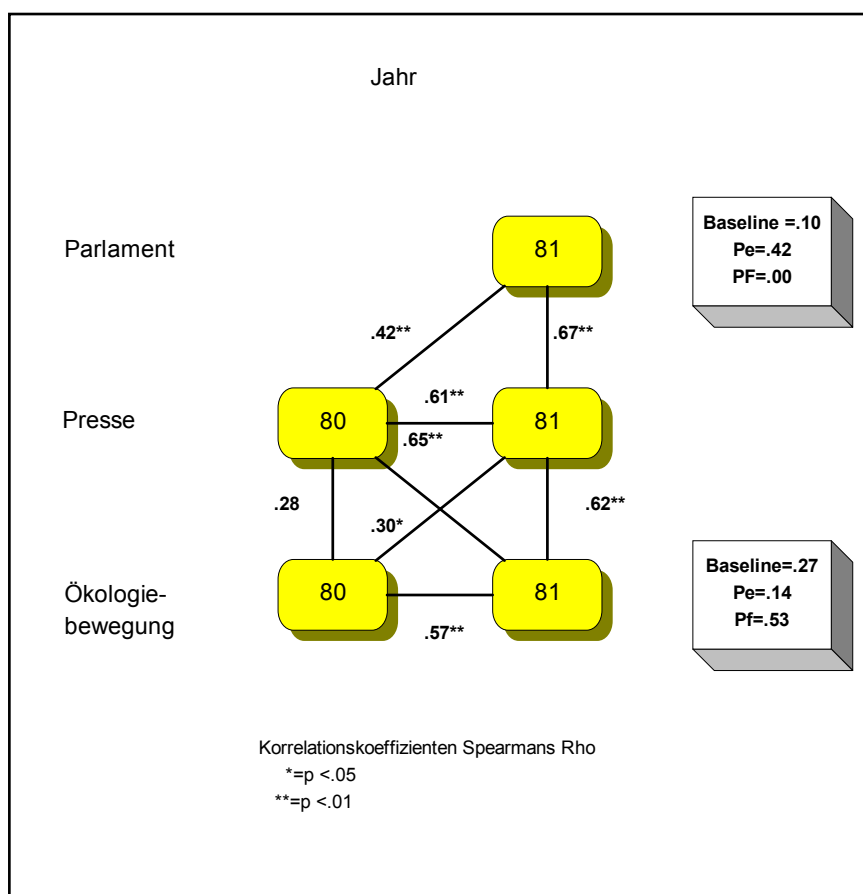 Jahr
Parlament
81
Baseline =.10
Pe=.42
PF=.00
.42**
.67**
Presse
80
.61**
.65**
81
.28
.30*
.62**
Ökologie-
bewegung
80
.57**
81
Baseline=.27
Pe=.14
Pf=.53
Korrelationskoeffizienten Spearmans Rho
*=p <.05
**=p <.01